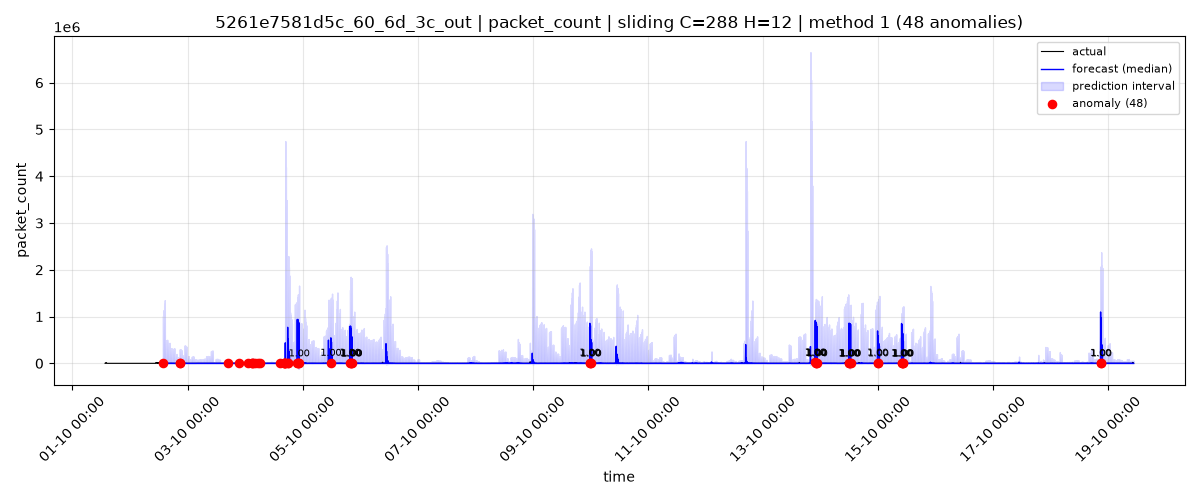 5261e7581d5c_60_6d_3c_out | packet_count | sliding C=288 H=12 | method 1 (48 anomalies)
1e6
actual
forecast (median)
prediction interval
anomaly (48)
packet_count
6
5
4
3
2
1
0
1.00 1.00 1.00 1.00 1.00 1.00 1.00 1.00 1.00
01-10 00:00
03-10 00:00
05-10 00:00
07-10 00:00
09-10 00:00
11-10 00:00
13-10 00:00
15-10 00:00
17-10 00:00
19-10 00:00
time